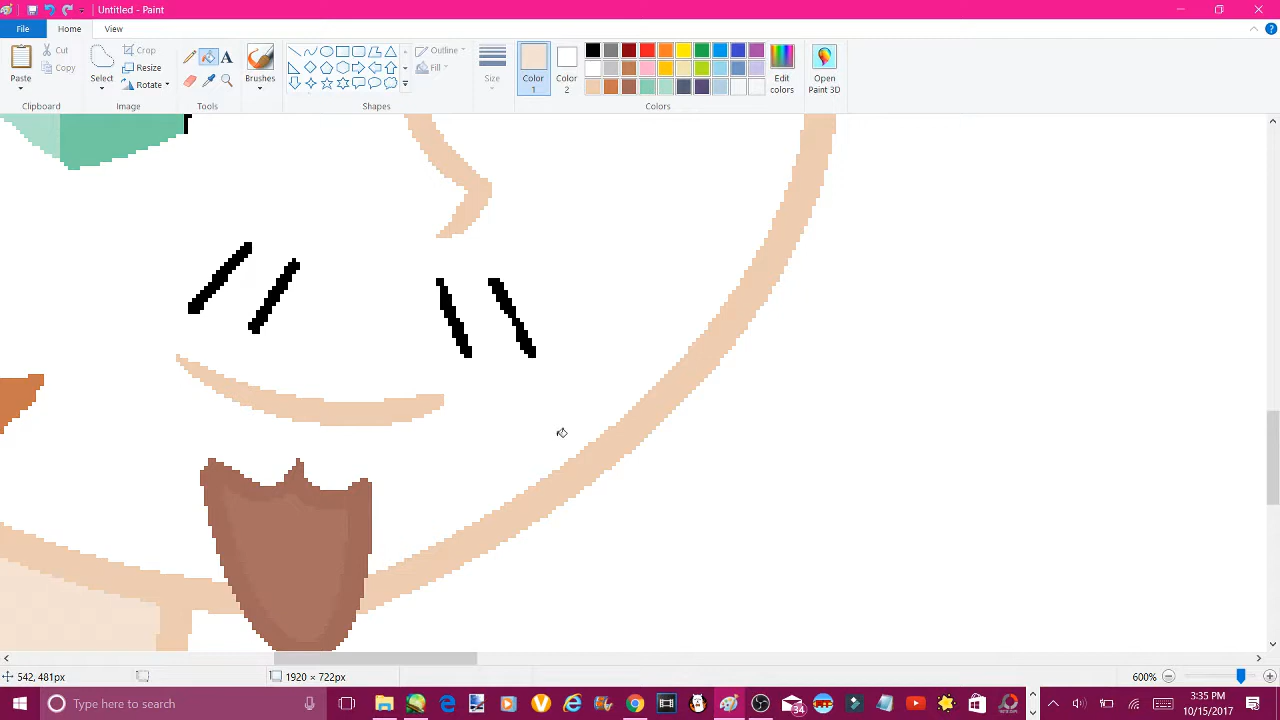 Untitled - Paint
File Home View
Cut Crop Outline
Copy Resize Fill
Paste Select Rotate Brushes Size Color 1 Color 2 Edit colors Open Paint 3D
Clipboard Image Tools Shapes Colors
542, 481px 1920 × 722px 600%
Type here to search 34 3:35 PM
10/15/2017